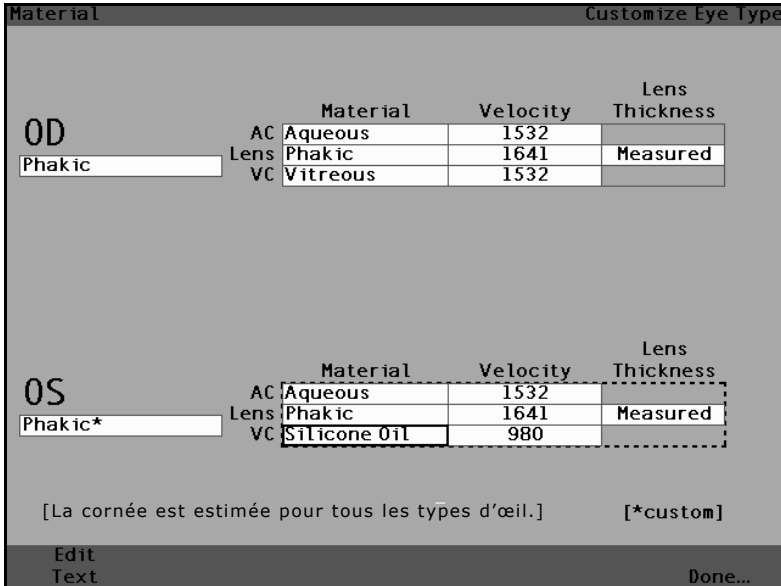 Material Customize Eye Type
Lens
Material Velocity Thickness
OD
AC Aqueous 1532
Phakic
Lens Phakic 1641 Measured
VC Vitreous 1532
Lens
Material Velocity Thickness
OS
AC Aqueous 1532
Phakic*
Lens Phakic 1641 Measured
VC Silicone Oil 980
[La cornée est estimée pour tous les types d'œil.] [*custom]
Edit
Text Done...